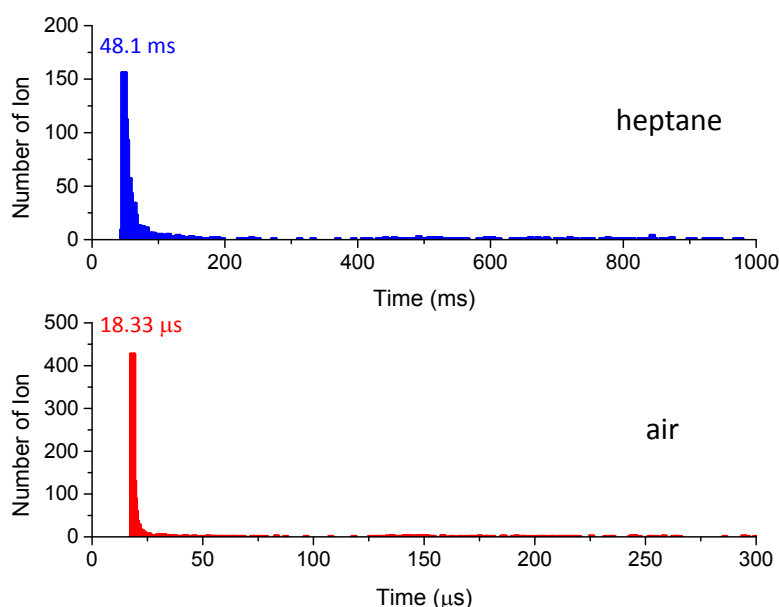 200
48.1 ms
150
heptane
100
50
0
0 200 400 600 800 1000
Number of Ion
Time (ms)
500
18.33 μs
400
300
air
200
100
0
0 50 100 150 200 250 300
Number of Ion
Time (μs)